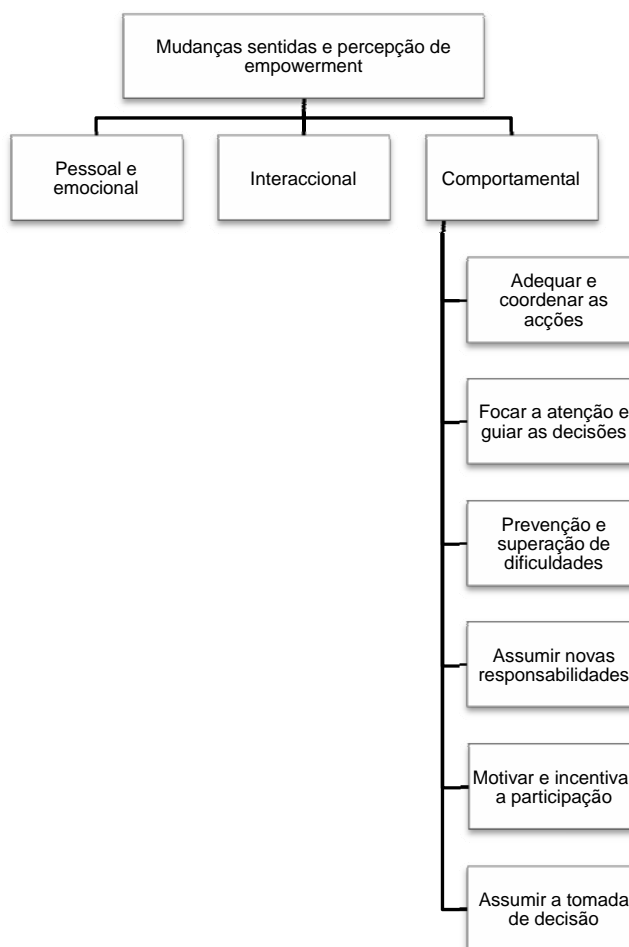 Mudanças sentidas e percepção de
empowerment
Pessoal e
emocional
Interaccional
Comportamental
Adequar e
coordenar as
acções
Focar a atenção e
guiar as decisões
Prevenção e
superação de
dificuldades
Assumir novas
responsabilidades
Motivar e incentiva
a participação
Assumir a tomada
de decisão